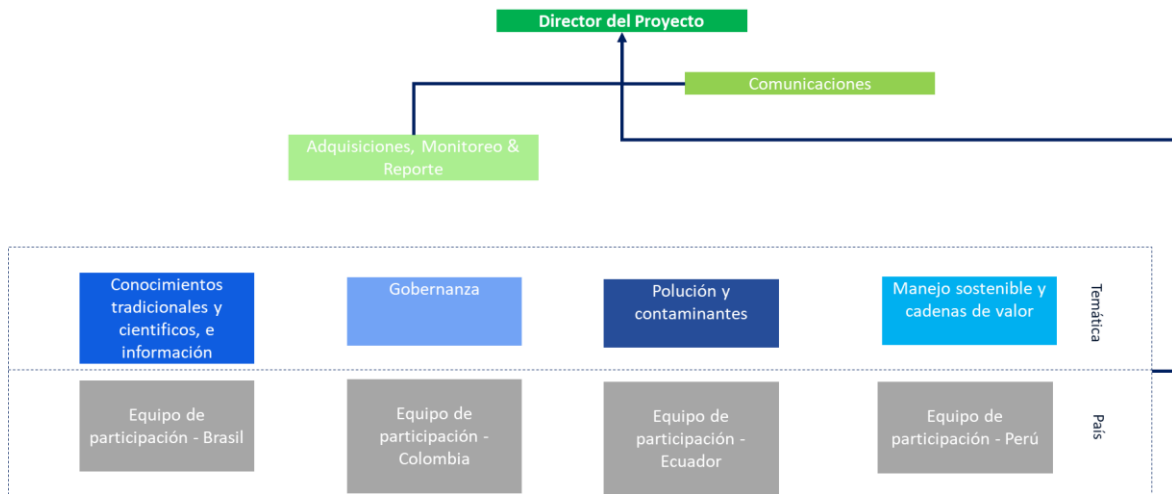 Director del Proyecto
Comunicaciones
Adquisiciones, Monitoreo &
Reporte
Conocimientos
tradicionales y
científicos, e
información
Gobernanza
Polución y
contaminantes
Manejo sostenible y
cadenas de valor
Temática
Equipo de
participación - Brasil
Equipo de
participación -
Colombia
Equipo de
participación -
Ecuador
Equipo de
participación - Perú
País